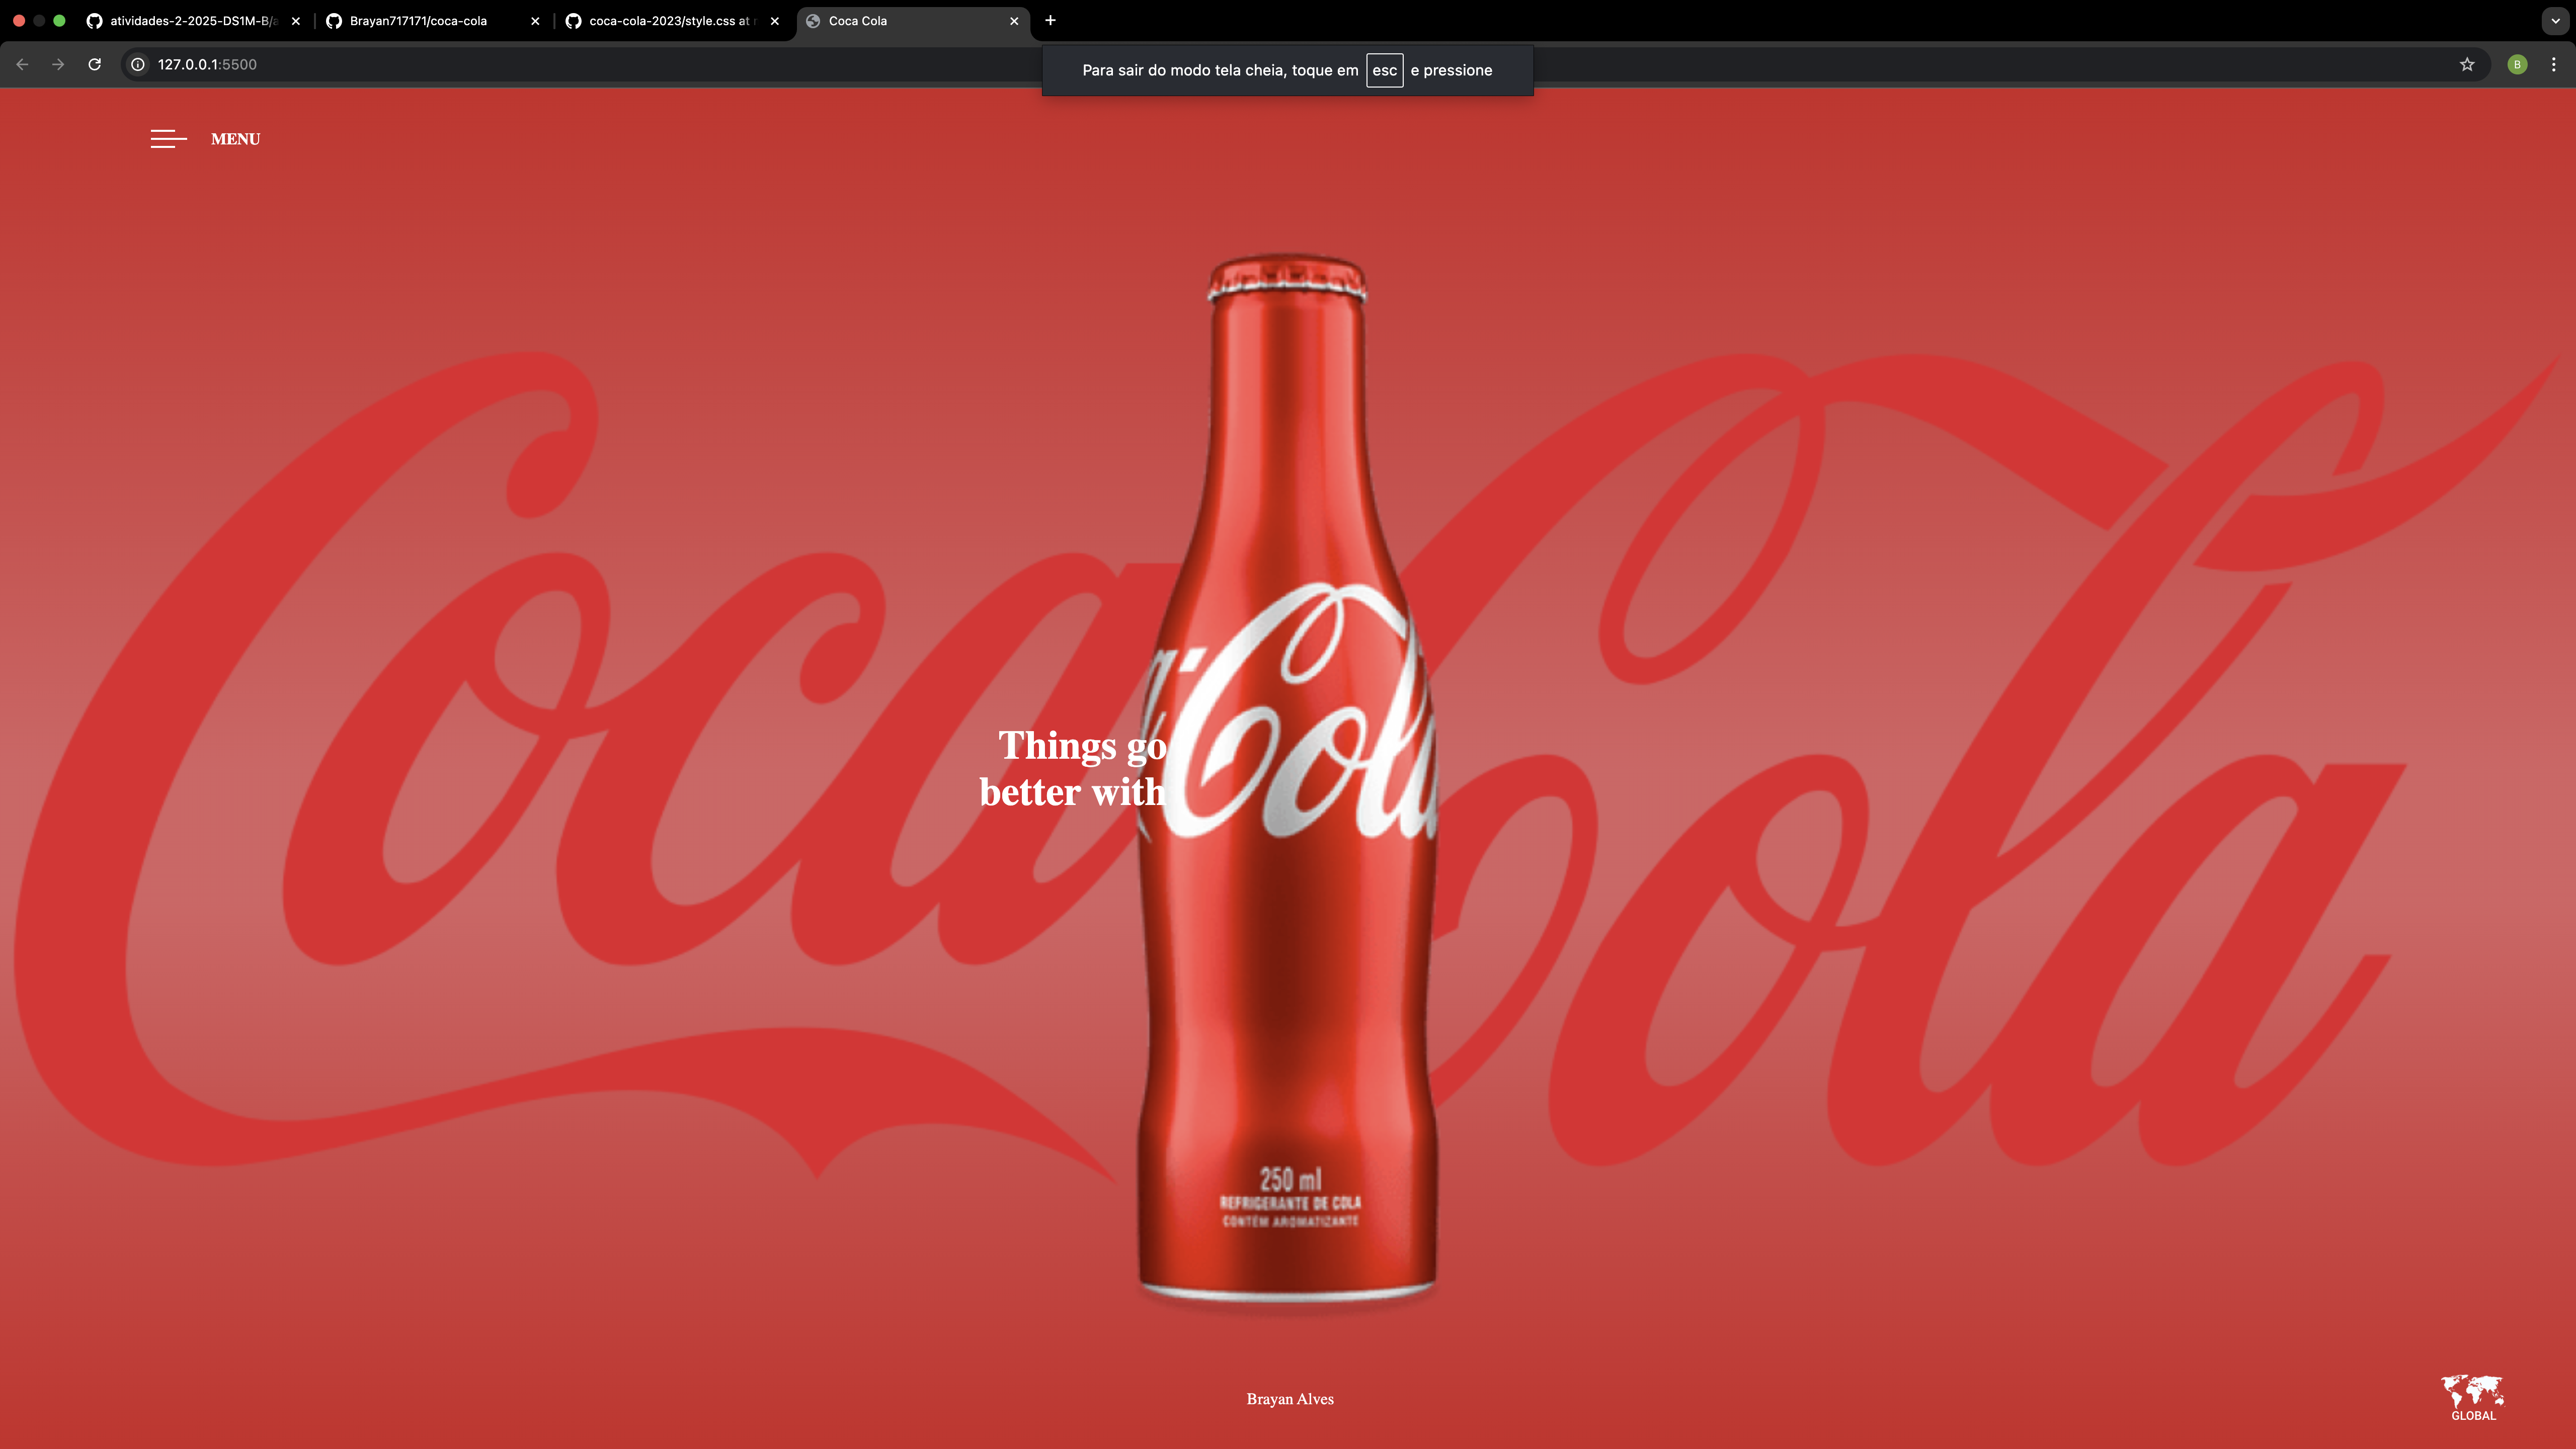 atividades-2-2025-DS1M-B/
Brayan717171/coca-cola
coca-cola-2023/style.css at
Coca Cola
127.0.0.1:5500
Para sair do modo tela cheia, toque em esc e pressione
B
MENU
Coca Cola
Cola
Things go
better with
250 ml
REFRIGERANTE DE COLA
CONTÉM AROMATIZANTE
Brayan Alves
GLOBAL